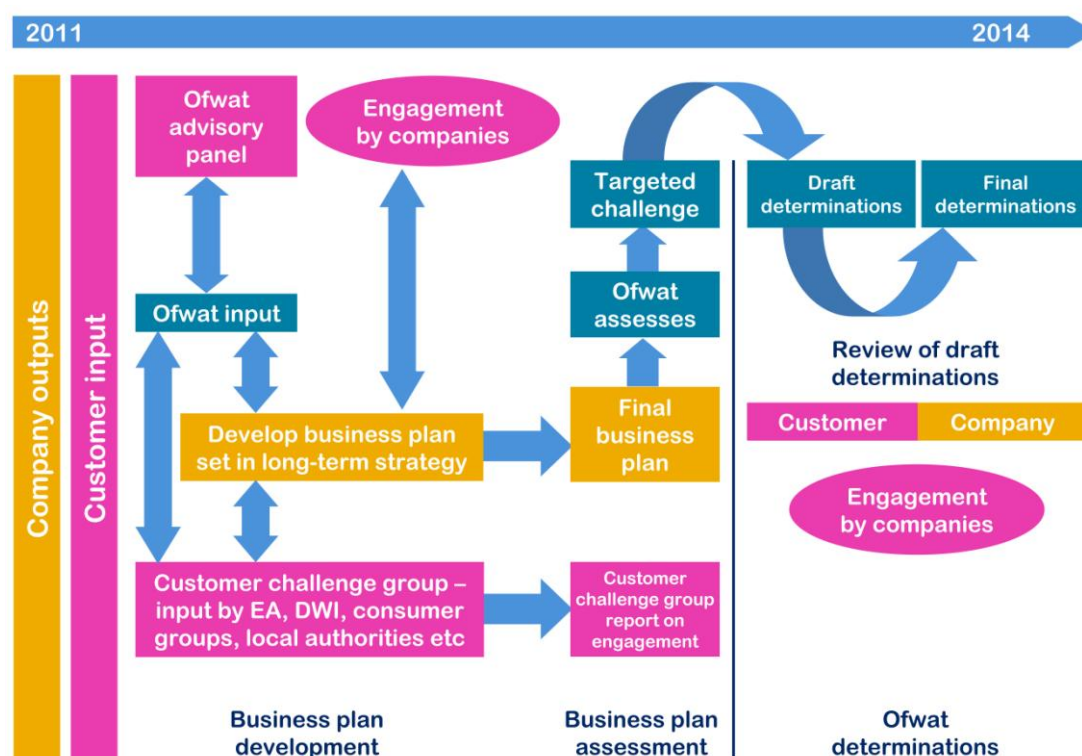 2011
2014
Company outputs
Customer input
Ofwat
advisory
panel
Engagement
by companies
Targeted
challenge
Draft
determinations
Final
determinations
Ofwat input
Ofwat
assesses
Review of draft
determinations
Develop business plan
set in long-term strategy
Final
business
plan
Customer
Company
Engagement
by companies
Customer challenge group –
input by EA, DWI, consumer
groups, local authorities etc
Customer
challenge group
report on
engagement
Business plan
development
Business plan
assessment
Ofwat
determinations